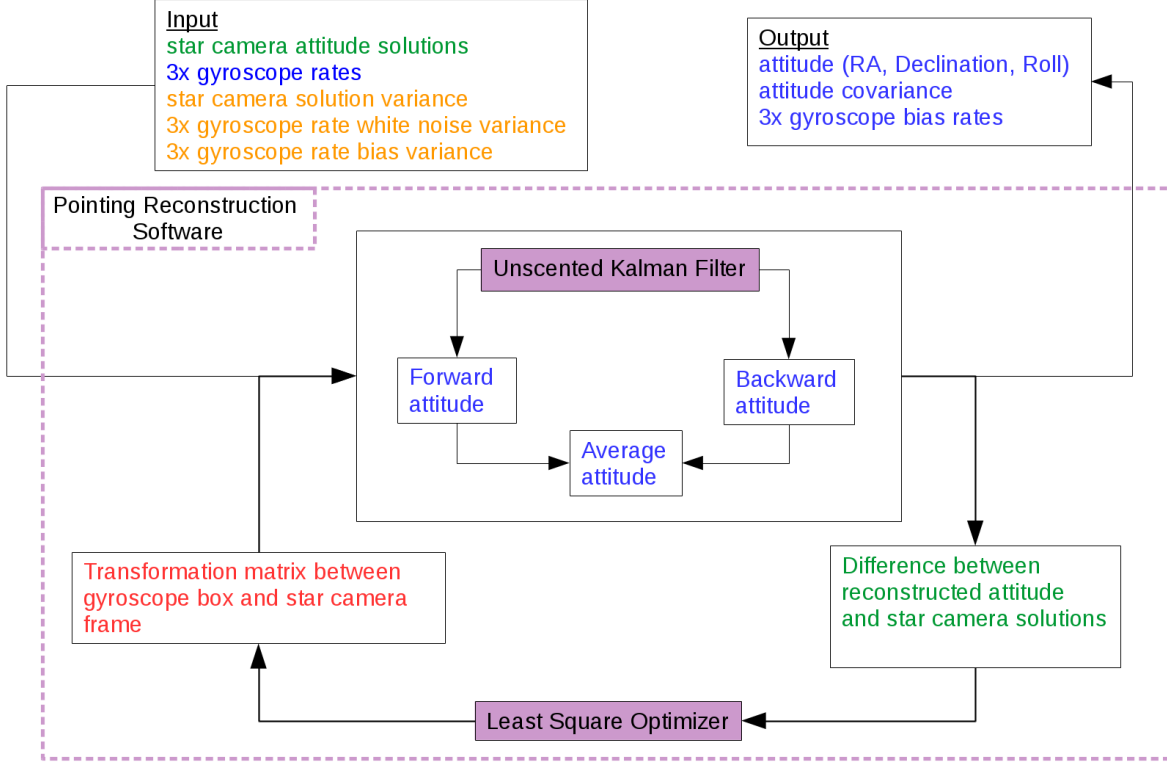 Input
star camera attitude solutions
3x gyroscope rates
star camera solution variance
3x gyroscope rate white noise variance
3x gyroscope rate bias variance
Output
attitude (RA, Declination, Roll)
attitude covariance
3x gyroscope bias rates
Pointing Reconstruction
Software
Unscented Kalman Filter
Forward
attitude
Backward
attitude
Average
attitude
Transformation matrix between
gyroscope box and star camera
frame
Difference between
reconstructed attitude
and star camera solutions
Least Square Optimizer